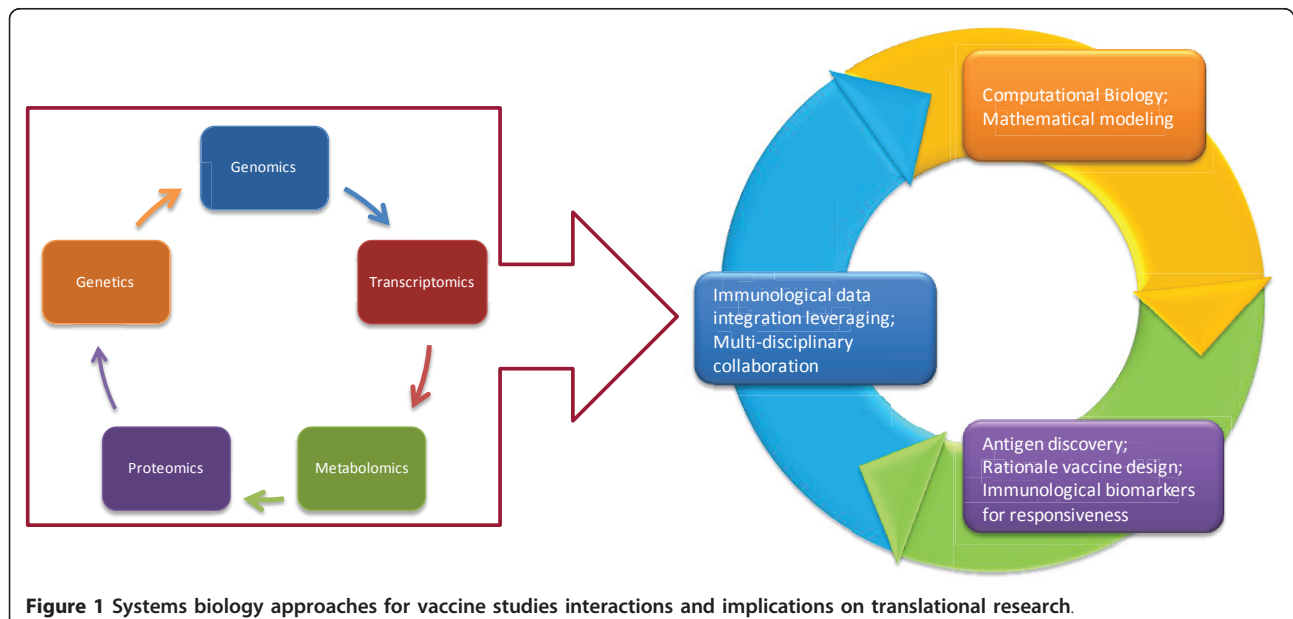 Genomics
Transcriptomics
Metabolomics
Proteomics
Genetics
Computational Biology;
Mathematical modeling
Immunological data
integration leveraging;
Multi-disciplinary
collaboration
Antigen discovery;
Rationale vaccine design;
Immunological biomarkers
for responsiveness
Figure 1 Systems biology approaches for vaccine studies interactions and implications on translational research.